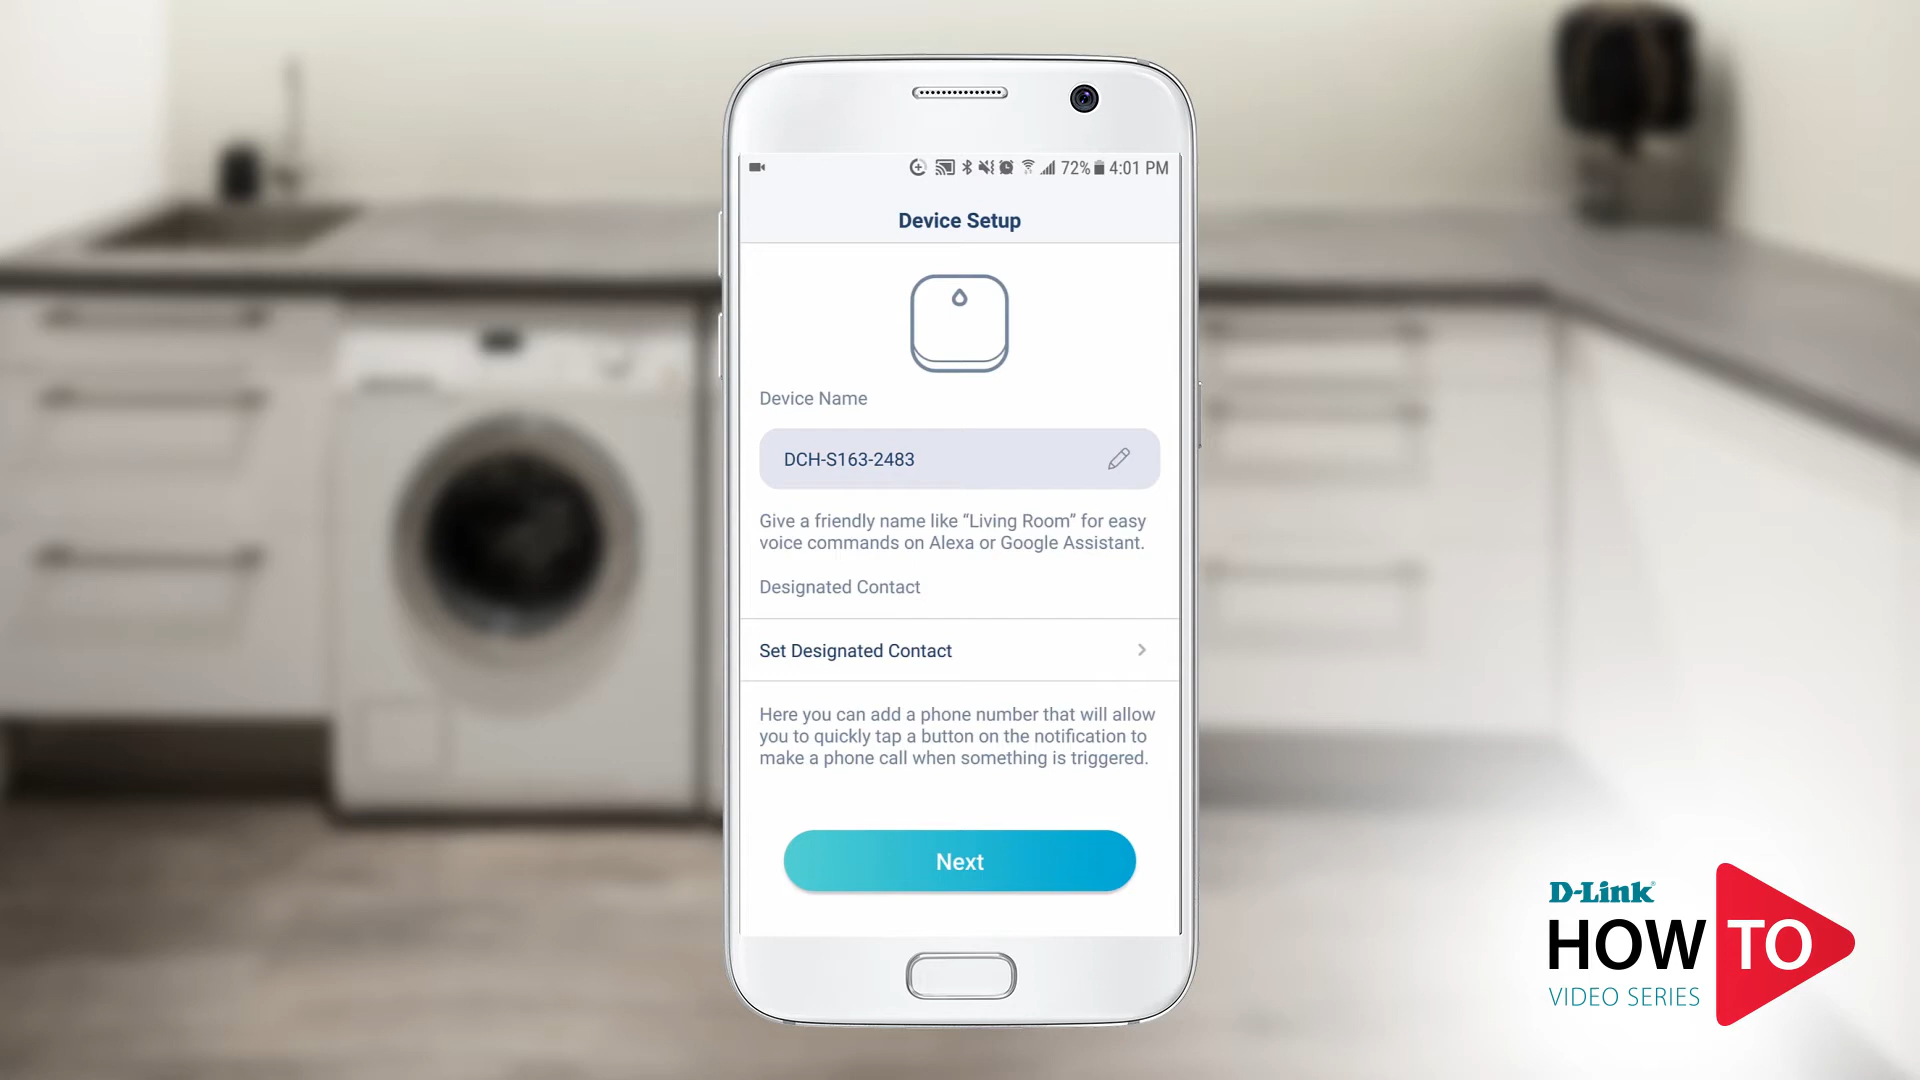 72% 4:01 PM
Device Setup
Device Name
DCH-S163-2483
Give a friendly name like “Living Room” for easy
voice commands on Alexa or Google Assistant.
Designated Contact
Set Designated Contact
Here you can add a phone number that will allow
you to quickly tap a button on the notification to
make a phone call when something is triggered.
Next
D-Link®
HOW TO
VIDEO SERIES